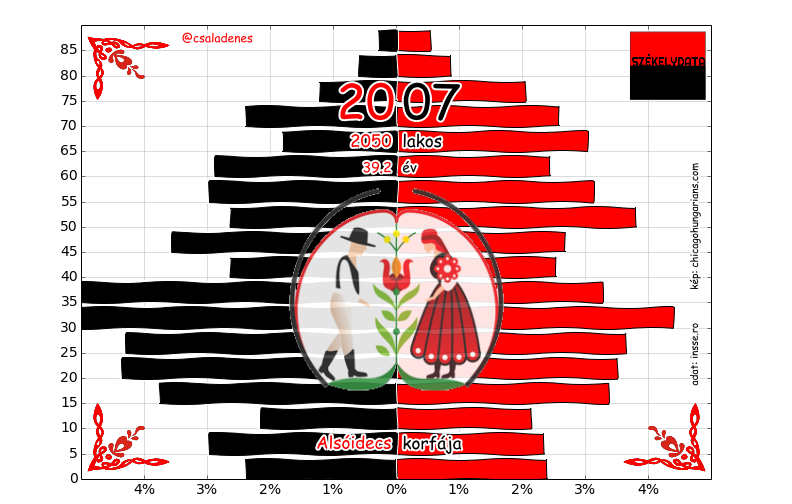 @csaladenes
SZÉKELYDATA
2007
2050 lakos
39.2 év
kép: chicagohungarians.com
adat: insse.ro
Alsóidecs korfája
85
80
75
70
65
60
55
50
45
40
35
30
25
20
15
10
5
0
4% 3% 2% 1% 0% 1% 2% 3% 4%